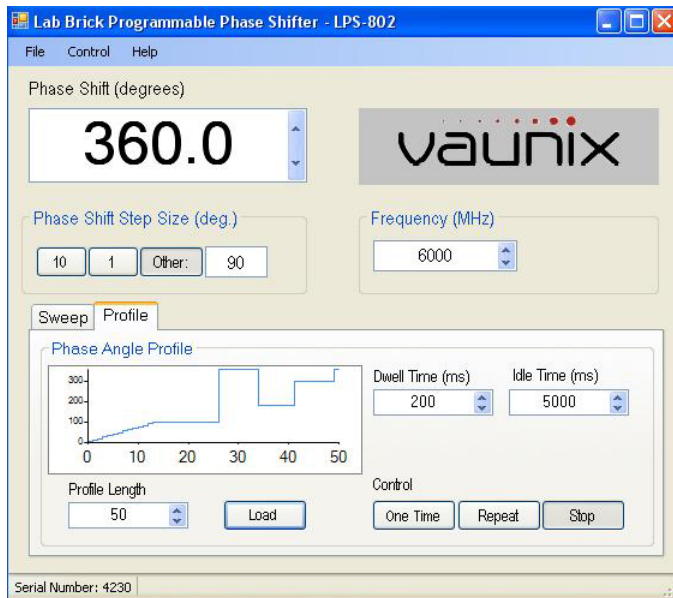 Lab Brick Programmable Phase Shifter - LPS-802
File Control Help
Phase Shift (degrees)
360.0
vaunix
Phase Shift Step Size (deg.)
10 1 Other: 90
Frequency (MHz)
6000
Sweep Profile
Phase Angle Profile
300
200
100
0
0 10 20 30 40 50
Dwell Time (ms)
200
Idle Time (ms)
5000
Profile Length
50
Load
Control
One Time Repeat Stop
Serial Number: 4230